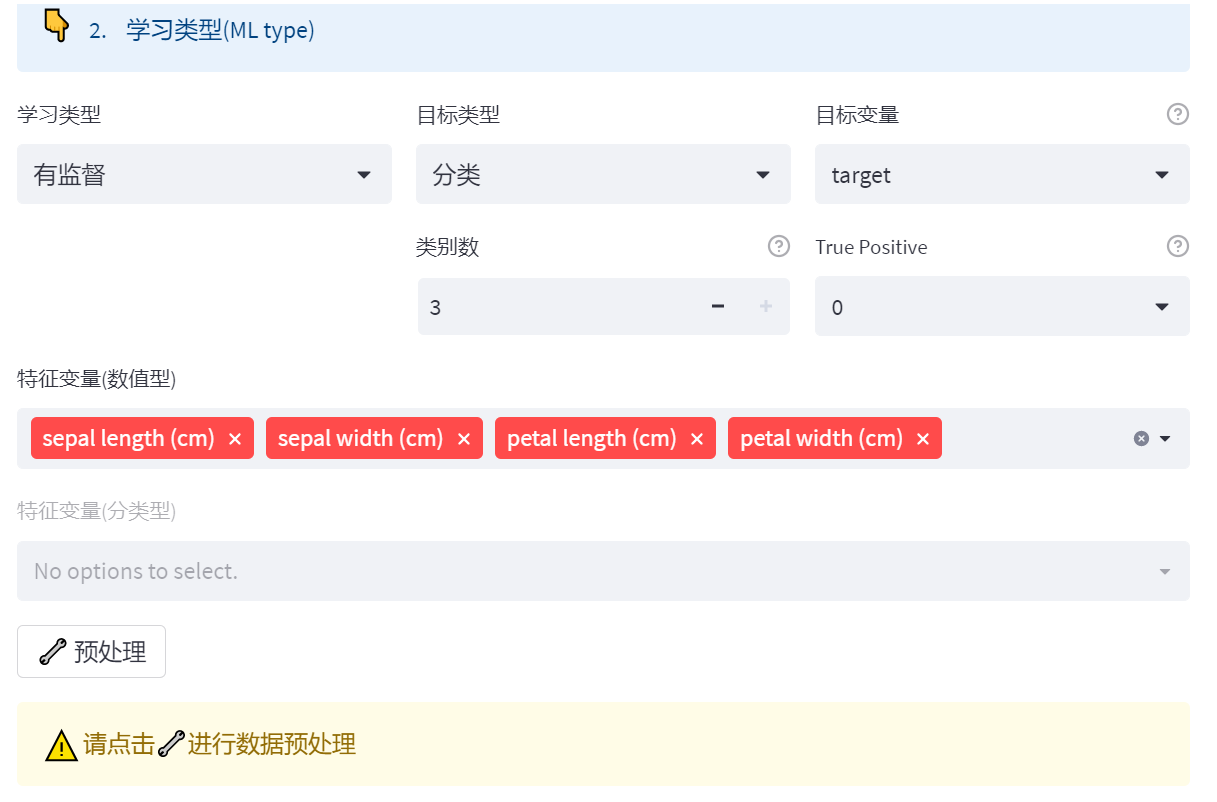 2. 学习类型(ML type)
学习类型 目标类型 目标变量
有监督 分类 target
类别数 True Positive
3 0
特征变量(数值型)
sepal length (cm) sepal width (cm) petal length (cm) petal width (cm)
特征变量(分类型)
No options to select.
预处理
请点击🔧进行数据预处理